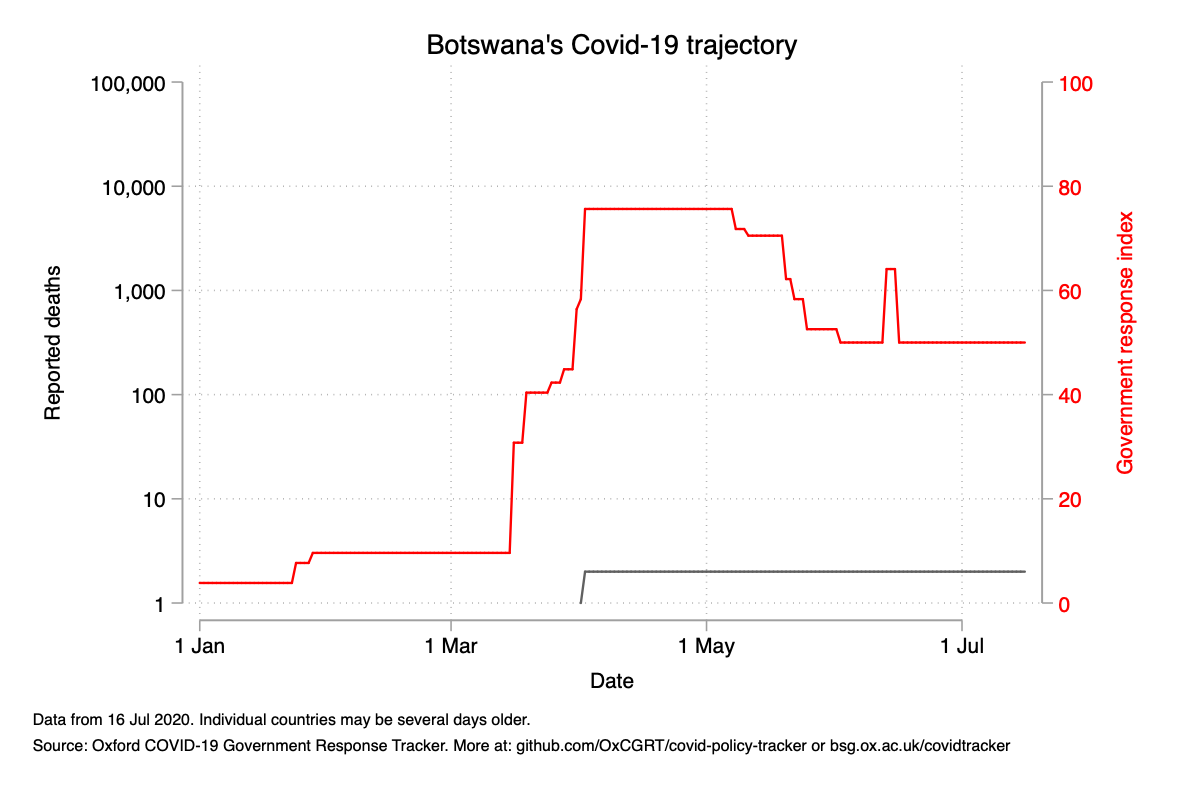 Botswana's Covid-19 trajectory
100,000
10,000
1,000
100
10
1
Reported deaths
100
80
60
40
20
0
Government response index
1 Jan
1 Mar
1 May
1 Jul
Date
Data from 16 Jul 2020. Individual countries may be several days older.
Source: Oxford COVID-19 Government Response Tracker. More at: github.com/OxCGRT/covid-policy-tracker or bsg.ox.ac.uk/covidtracker